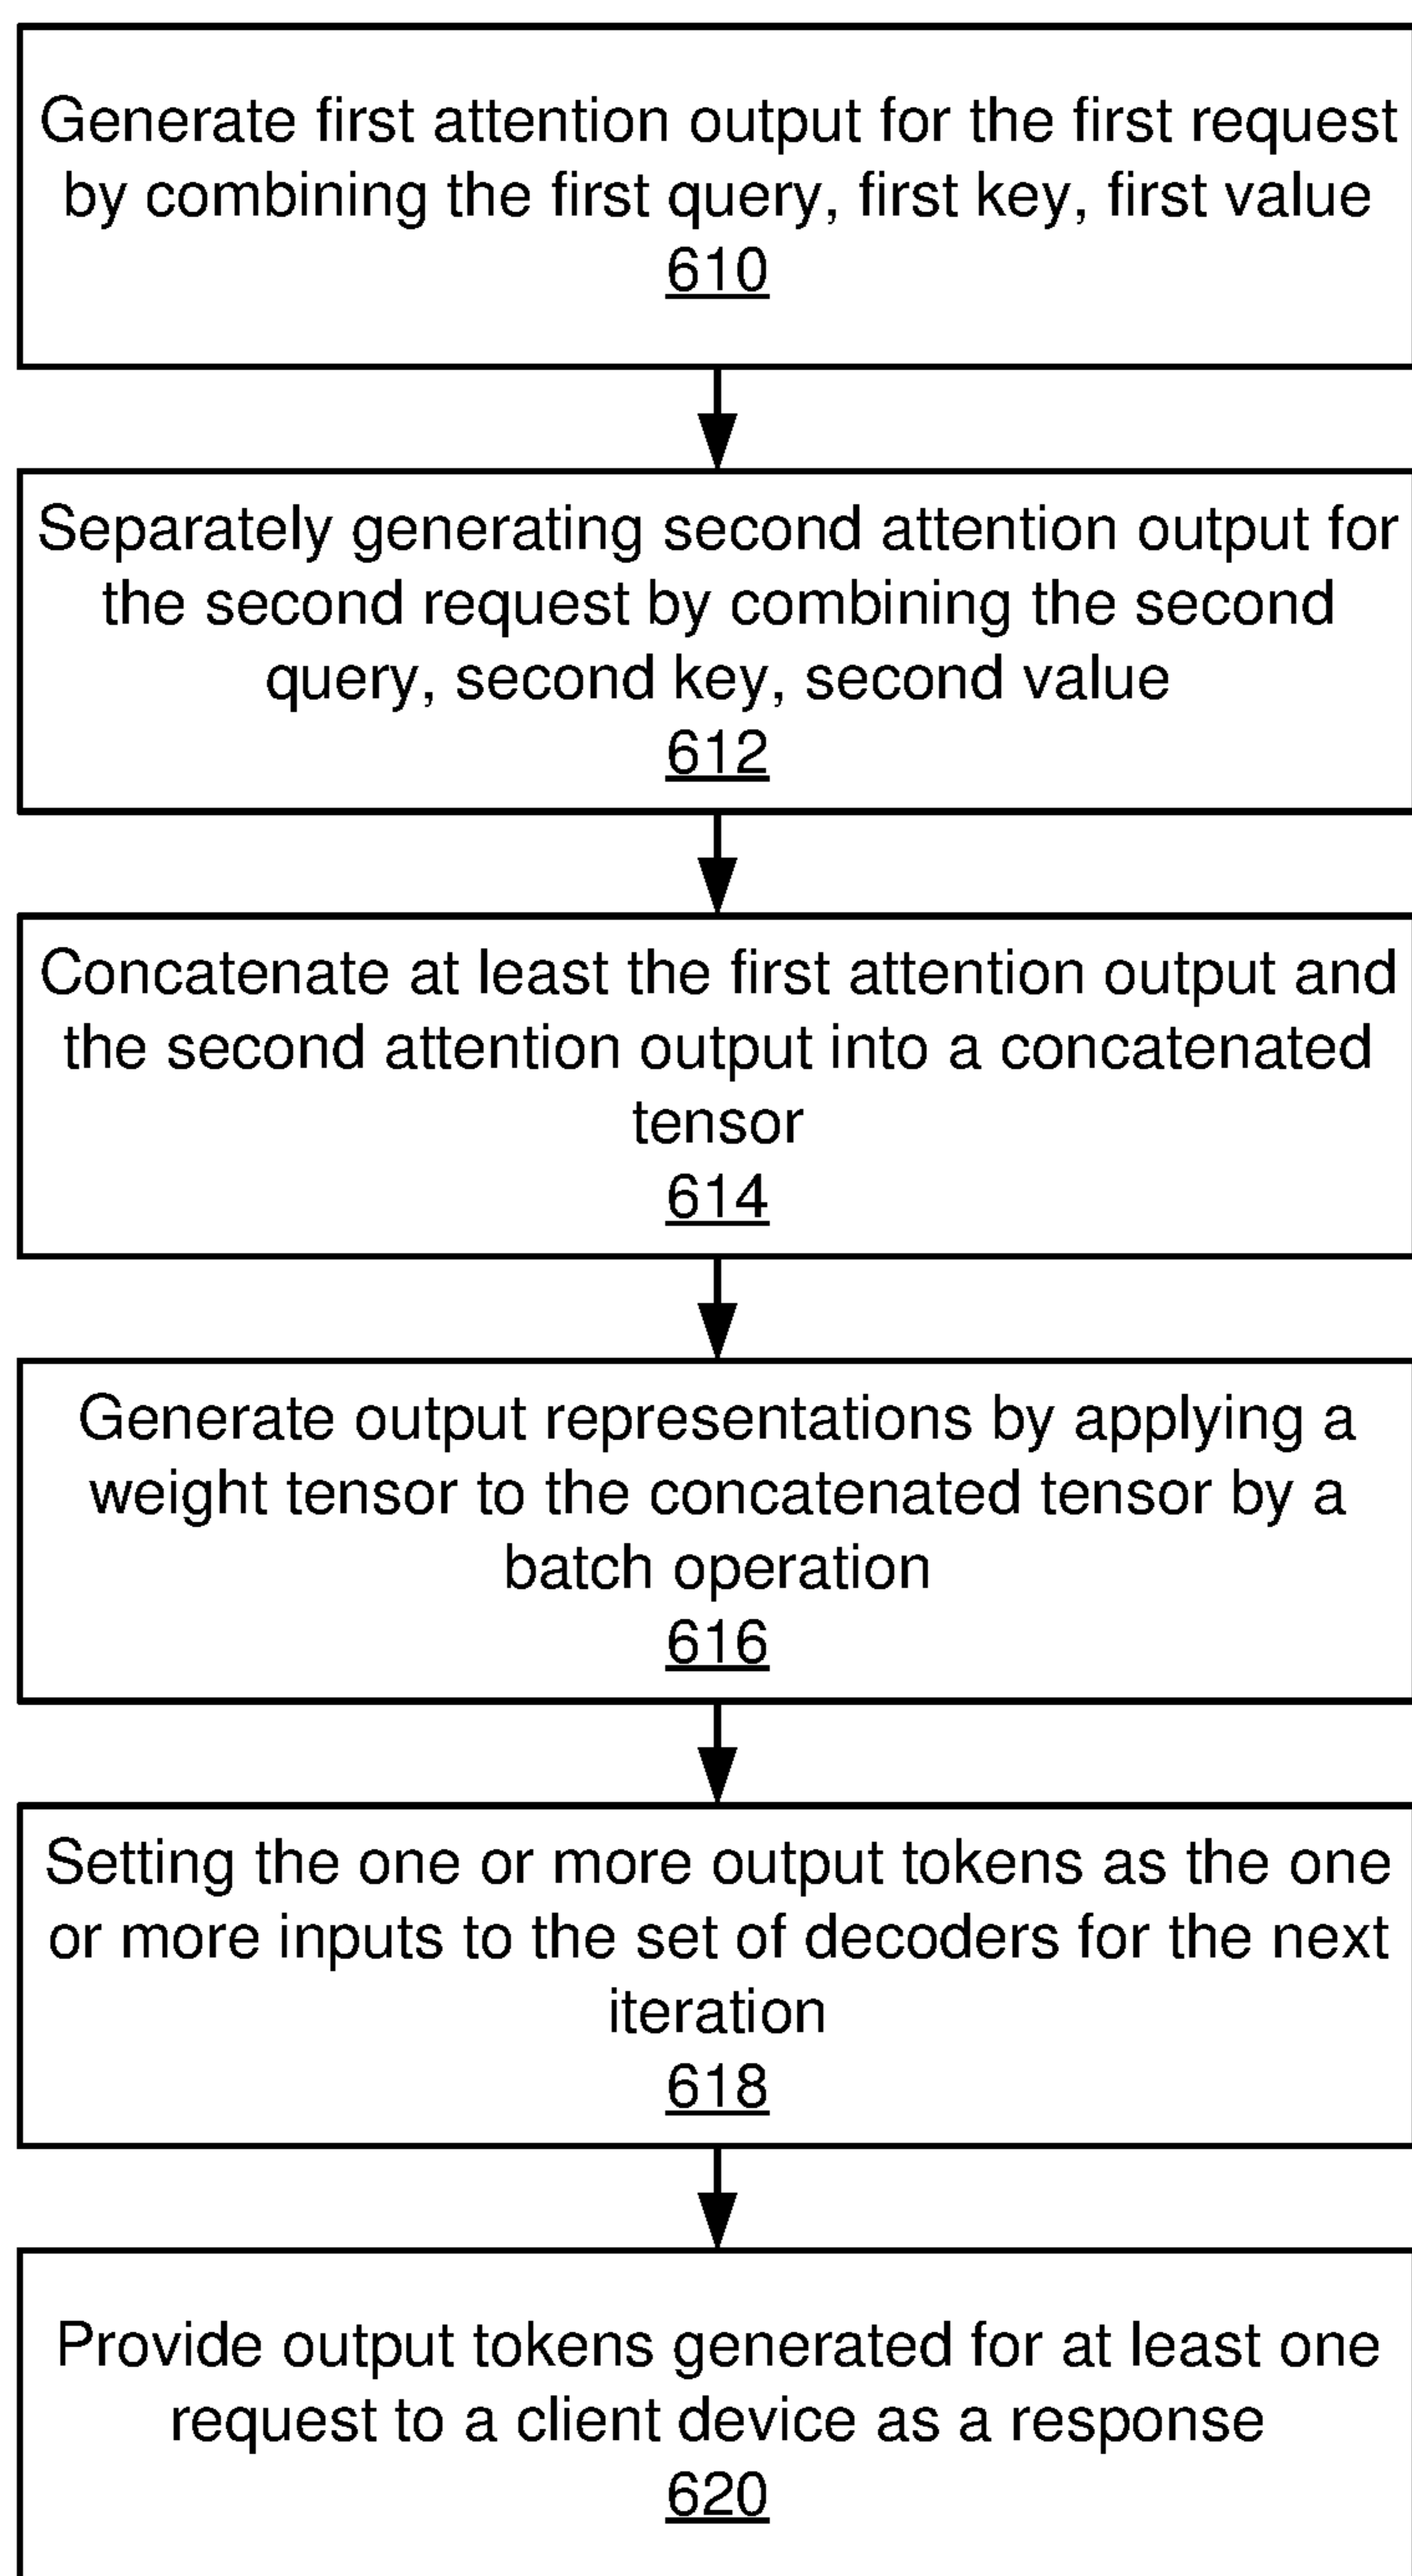 Generate first attention output for the first request
by combining the first query, first key, first value
610
Separately generating second attention output for
the second request by combining the second
query, second key, second value
612
Concatenate at least the first attention output and
the second attention output into a concatenated
tensor
614
Generate output representations by applying a
weight tensor to the concatenated tensor by a
batch operation
616
Setting the one or more output tokens as the one
or more inputs to the set of decoders for the next
iteration
618
Provide output tokens generated for at least one
request to a client device as a response
620